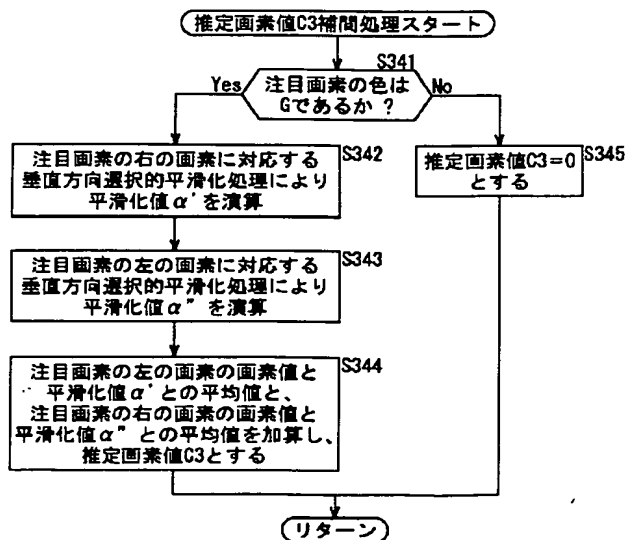 推定画素値C3補間処理スタート
S341
注目画素の色は
Gであるか ?
Yes
No
S342
注目画素の右の画素に対応する
垂直方向選択的平滑化処理により
平滑化値α'を演算
S345
推定画素値C3=0
とする
S343
注目画素の左の画素に対応する
垂直方向選択的平滑化処理により
平滑化値α"を演算
S344
注目画素の左の画素の画素値と
平滑化値α'との平均値と、
注目画素の右の画素の画素値と
平滑化値α"との平均値を加算し、
推定画素値C3とする
リターン